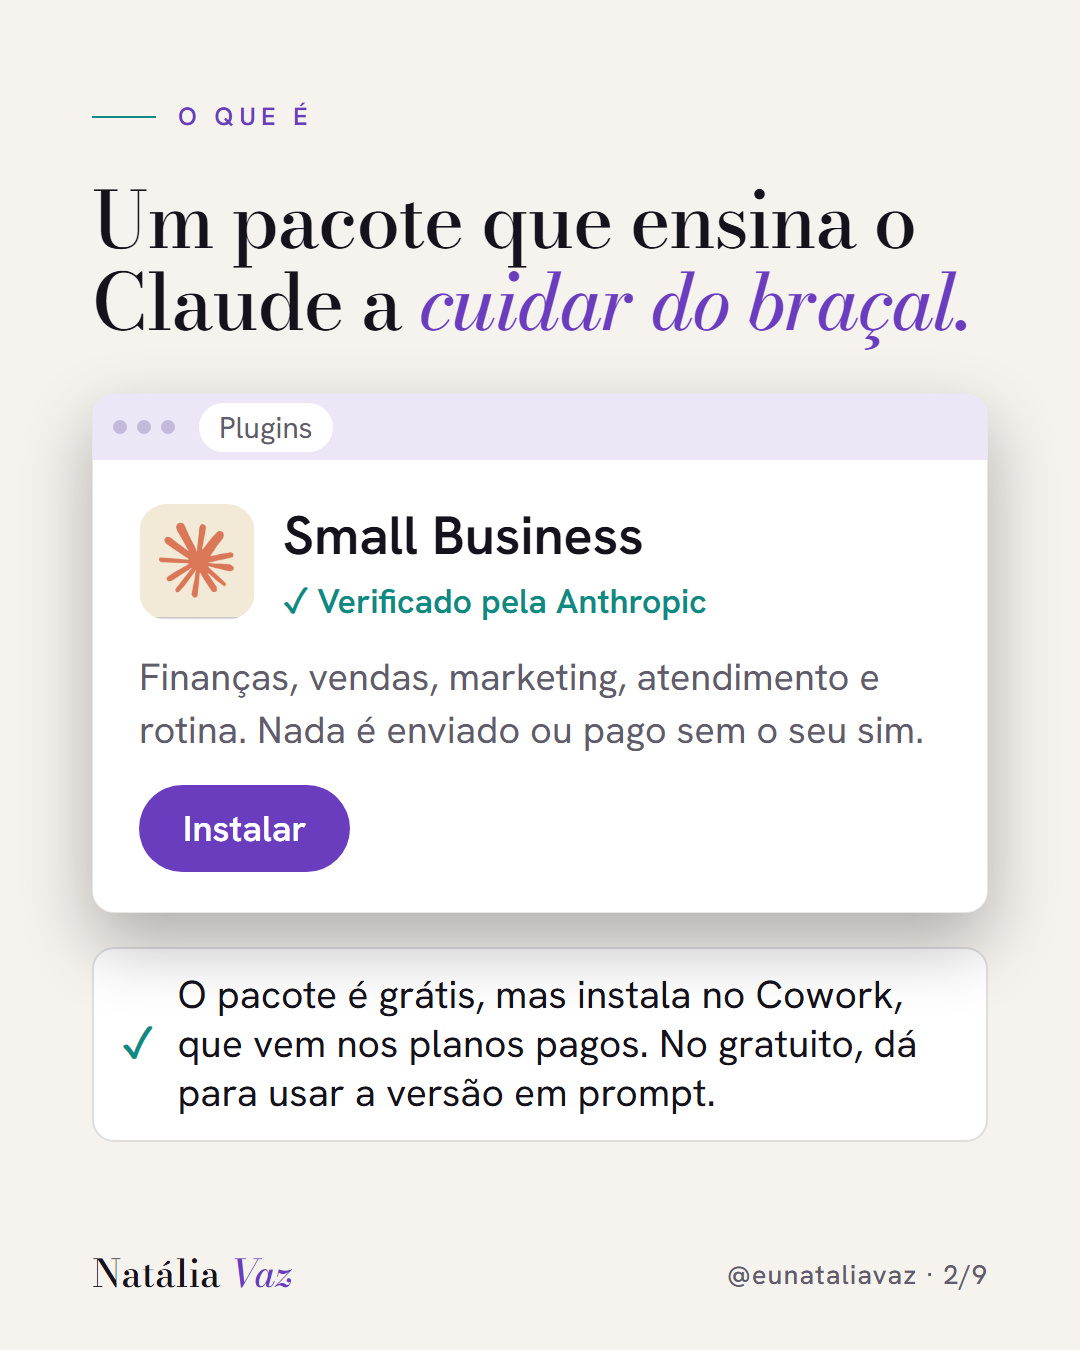 O QUE É
Um pacote que ensina o
Claude a cuidar do braçal.
Plugins
Small Business
✓ Verificado pela Anthropic
Finanças, vendas, marketing, atendimento e
rotina. Nada é enviado ou pago sem o seu sim.
Instalar
O pacote é grátis, mas instala no Cowork,
✓ que vem nos planos pagos. No gratuito, dá
para usar a versão em prompt.
Natália Vaz
@eunataliavaz · 2/9